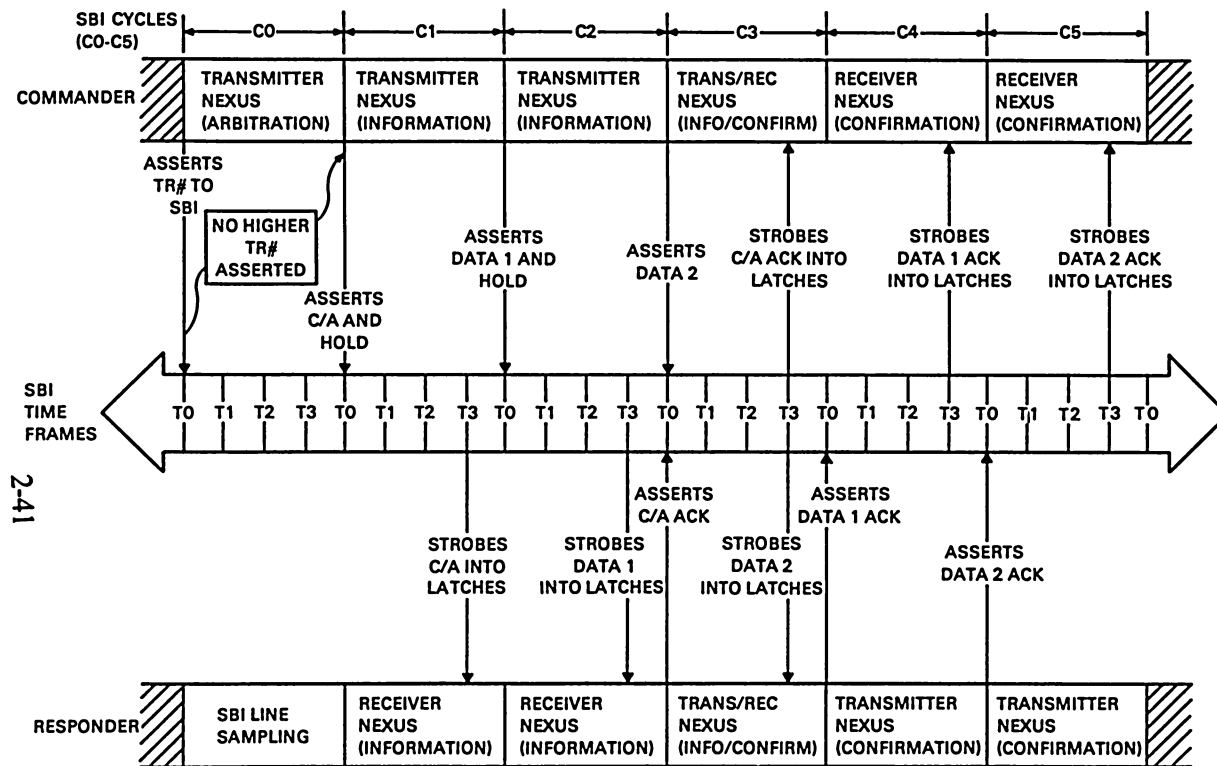 SBI CYCLES
(C0-C5)
C0
C1
C2
C3
C4
C5
COMMANDER
TRANSMITTER
NEXUS
(ARBITRATION)
TRANSMITTER
NEXUS
(INFORMATION)
TRANSMITTER
NEXUS
(INFORMATION)
TRANS/REC
NEXUS
(INFO/CONFIRM)
RECEIVER
NEXUS
(CONFIRMATION)
RECEIVER
NEXUS
(CONFIRMATION)
ASSERTS
TR# TO
SBI
NO HIGHER
TR#
ASSERTED
ASSERTS
C/A AND
HOLD
ASSERTS
DATA 1 AND
HOLD
ASSERTS
DATA 2
STROBES
C/A ACK INTO
LATCHES
STROBES
DATA 1 ACK
INTO LATCHES
STROBES
DATA 2 ACK
INTO LATCHES
SBI
TIME
FRAMES
T0 T1 T2 T3 T0 T1 T2 T3 T0 T1 T2 T3 T0 T1 T2 T3 T0 T1 T2 T3 T0 T1 T2 T3 T0
2-41
STROBES
C/A INTO
LATCHES
STROBES
DATA 1
INTO LATCHES
ASSERTS
C/A ACK
STROBES
DATA 2
INTO LATCHES
ASSERTS
DATA 1 ACK
ASSERTS
DATA 2 ACK
RESPONDER
SBI LINE
SAMPLING
RECEIVER
NEXUS
(INFORMATION)
RECEIVER
NEXUS
(INFORMATION)
TRANS/REC
NEXUS
(INFO/CONFIRM)
TRANSMITTER
NEXUS
(CONFIRMATION)
TRANSMITTER
NEXUS
(CONFIRMATION)